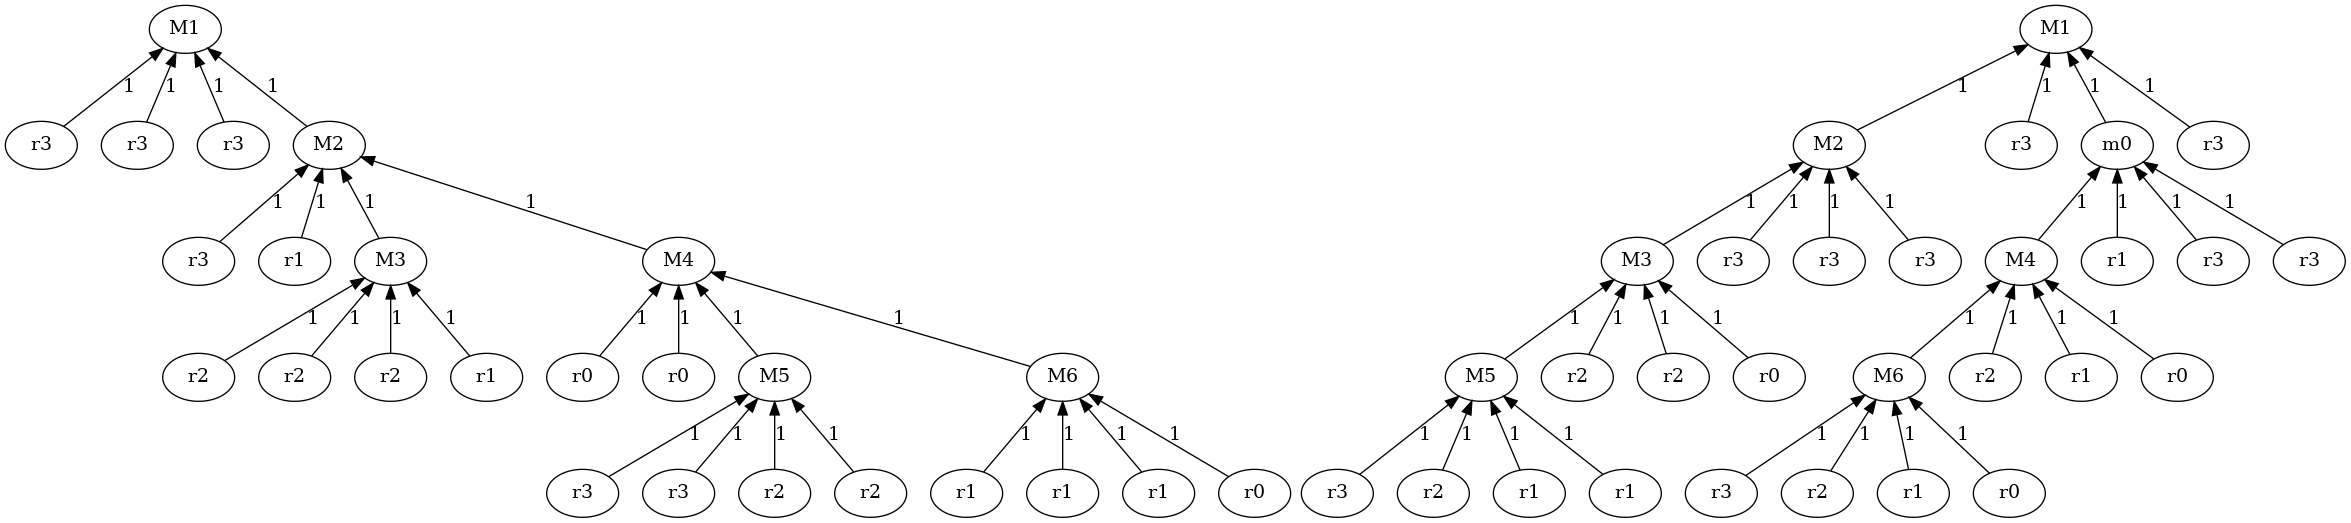 M1 M1
1 1 1 1 1 1 1 1
r3 r3 r3 M2 M2 r3 m0 r3
1 1 1 1 1 1 1 1 1 1 1 1
r3 r1 M3 M4 M3 r3 r3 r3 M4 r1 r3 r3
1 1 1 1 1 1 1 1 1 1 1 1 1 1 1 1
r2 r2 r2 r1 r0 r0 M5 M6 M5 r2 r2 r0 M6 r2 r1 r0
1 1 1 1 1 1 1 1 1 1 1 1 1 1 1 1
r3 r3 r2 r2 r1 r1 r1 r0 r3 r2 r1 r1 r3 r2 r1 r0